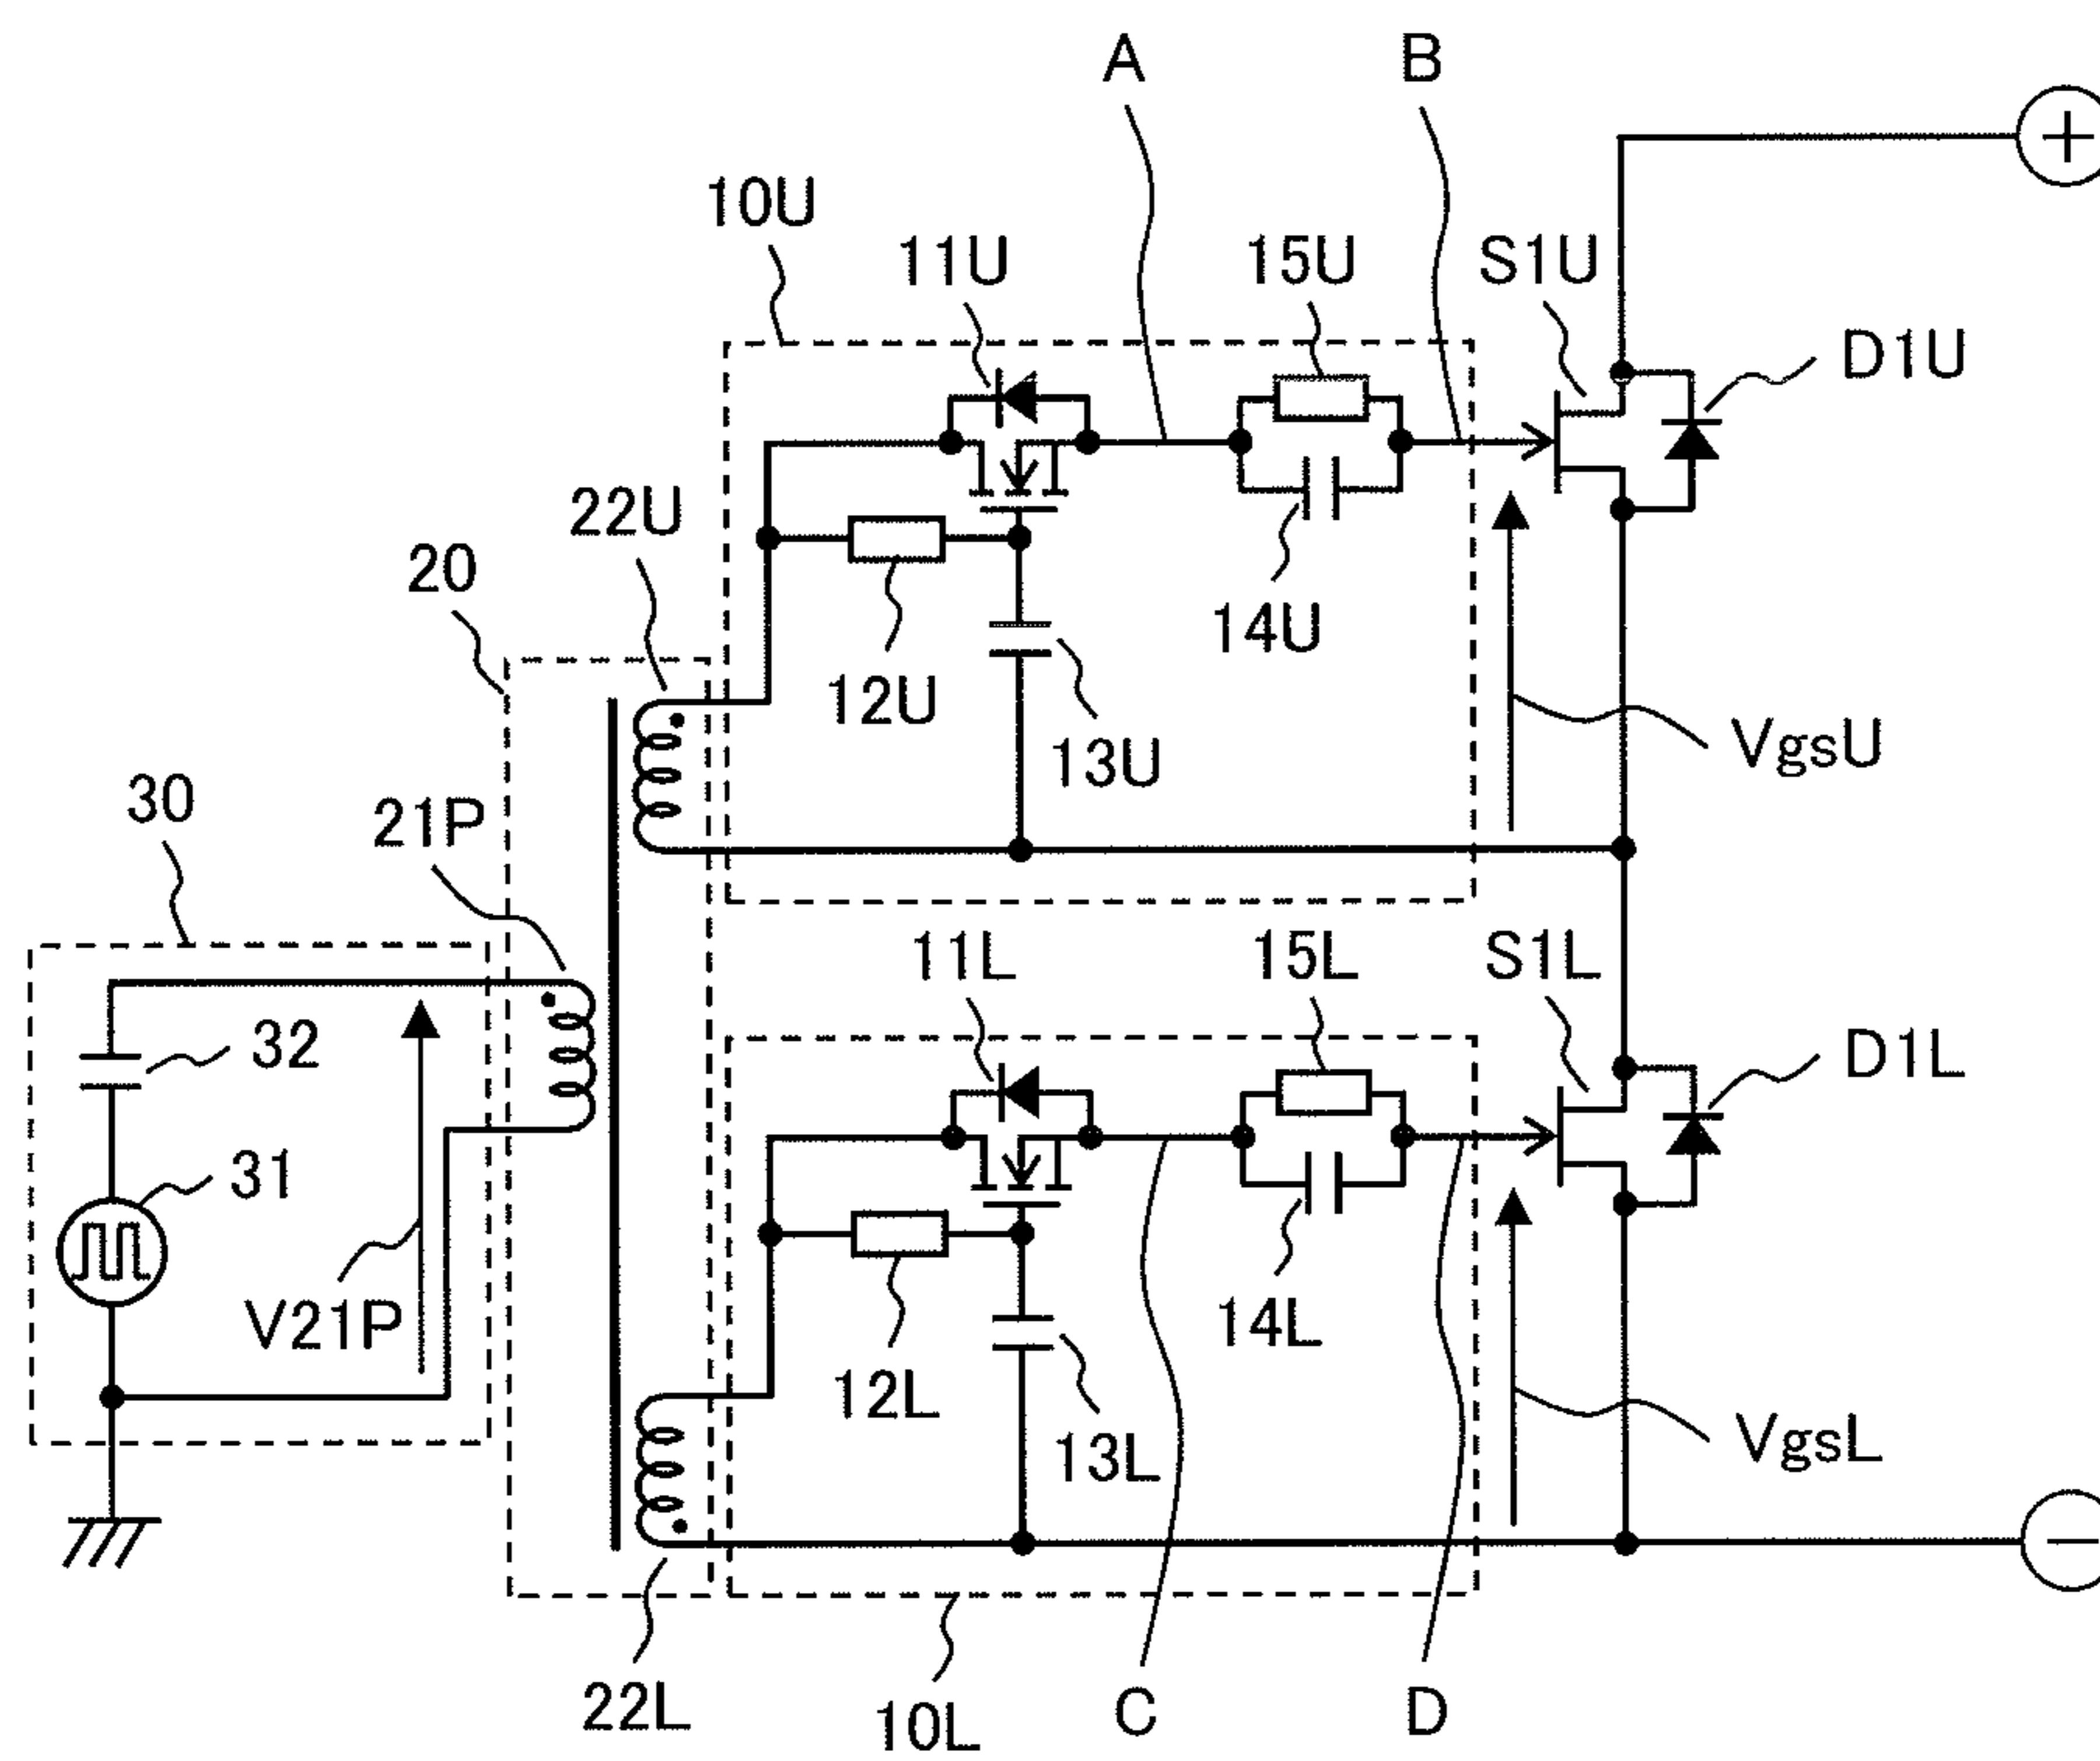 A B
10U
11U 15U S1U
D1U
22U
20
14U
12U
13U VgsU
30 21P
11L 15L S1L
32 D1L
31
V21P 14L
12L
13L VgsL
22L 10L C D